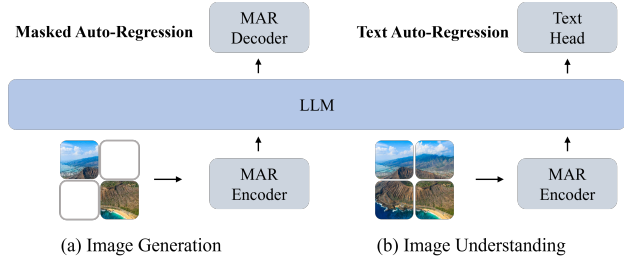 Masked Auto-Regression
MAR
Decoder
Text Auto-Regression
Text
Head
LLM
MAR
Encoder
MAR
Encoder
(a) Image Generation
(b) Image Understanding